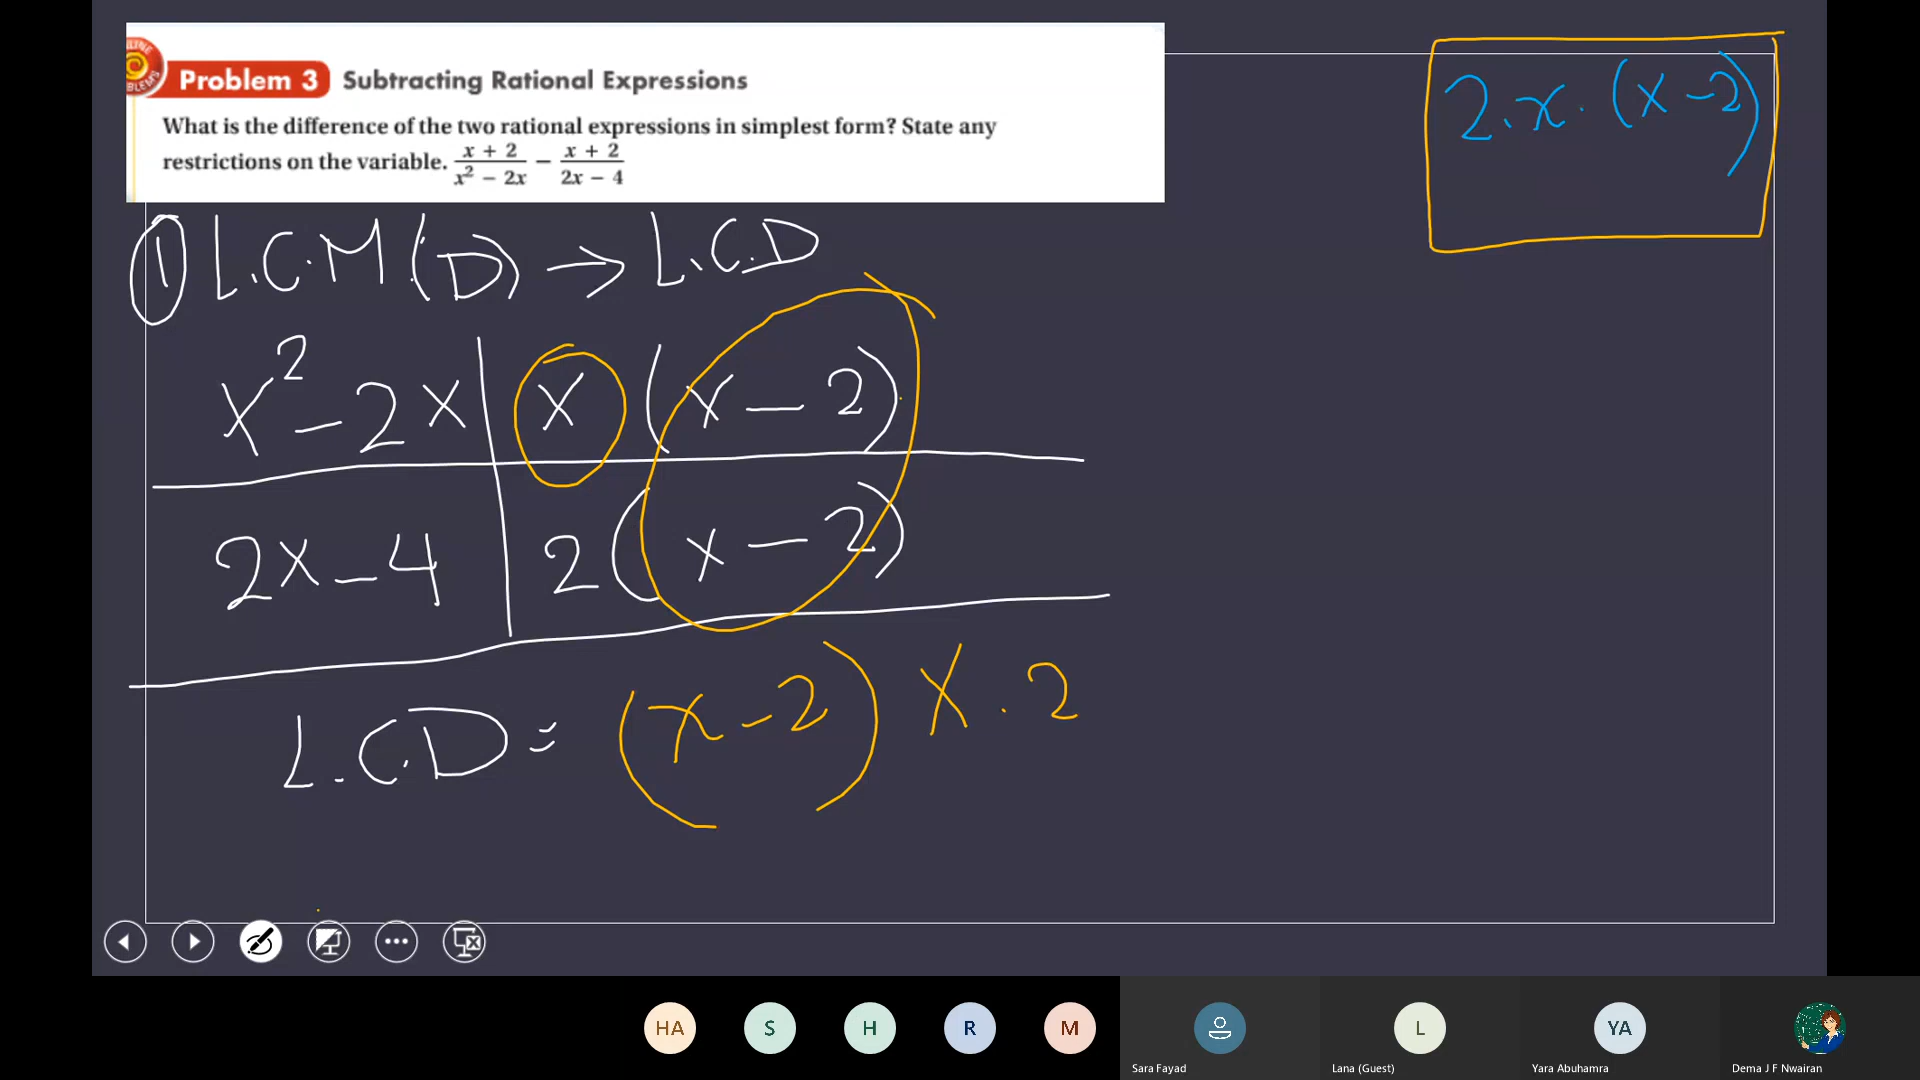 Problem 3 Subtracting Rational Expressions
What is the difference of the two rational expressions in simplest form? State any
restrictions on the variable. (x + 2)/(x² − 2x) − (x + 2)/(2x − 4)
2.x.(x-2)
① L.C.M(D) → L.C.D
x²-2x | x (x-2)
2x-4 | 2(x-2)
L.C.D = (x-2) x . 2
HA S H R M L YA
Sara Fayad Lana (Guest) Yara Abuhamra Dema J F Nwairan